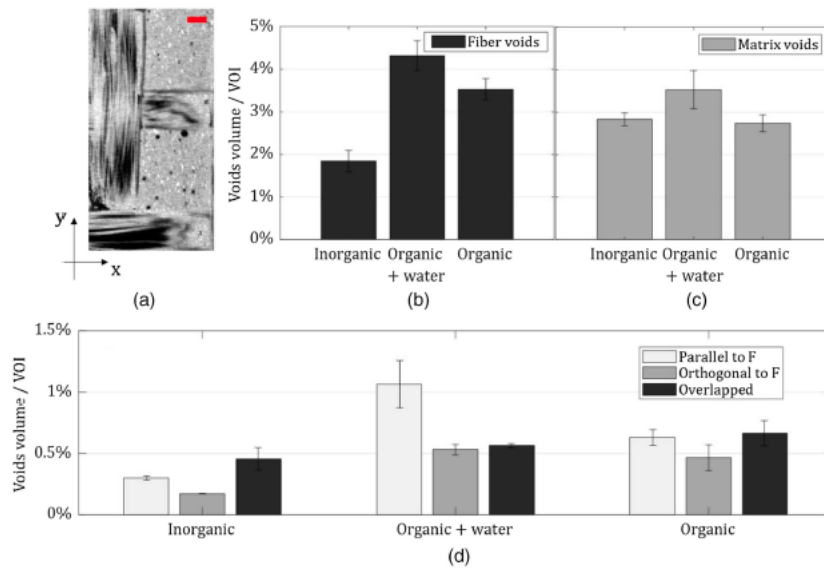 y
x
(a)
Voids volume / VOI
5%
4%
3%
2%
1%
0%
Fiber voids
Inorganic Organic Organic
+ water
(b)
Matrix voids
Inorganic Organic Organic
+ water
(c)
Voids volume / VOI
1.5%
1%
0.5%
0%
Parallel to F
Orthogonal to F
Overlapped
Inorganic Organic + water Organic
(d)